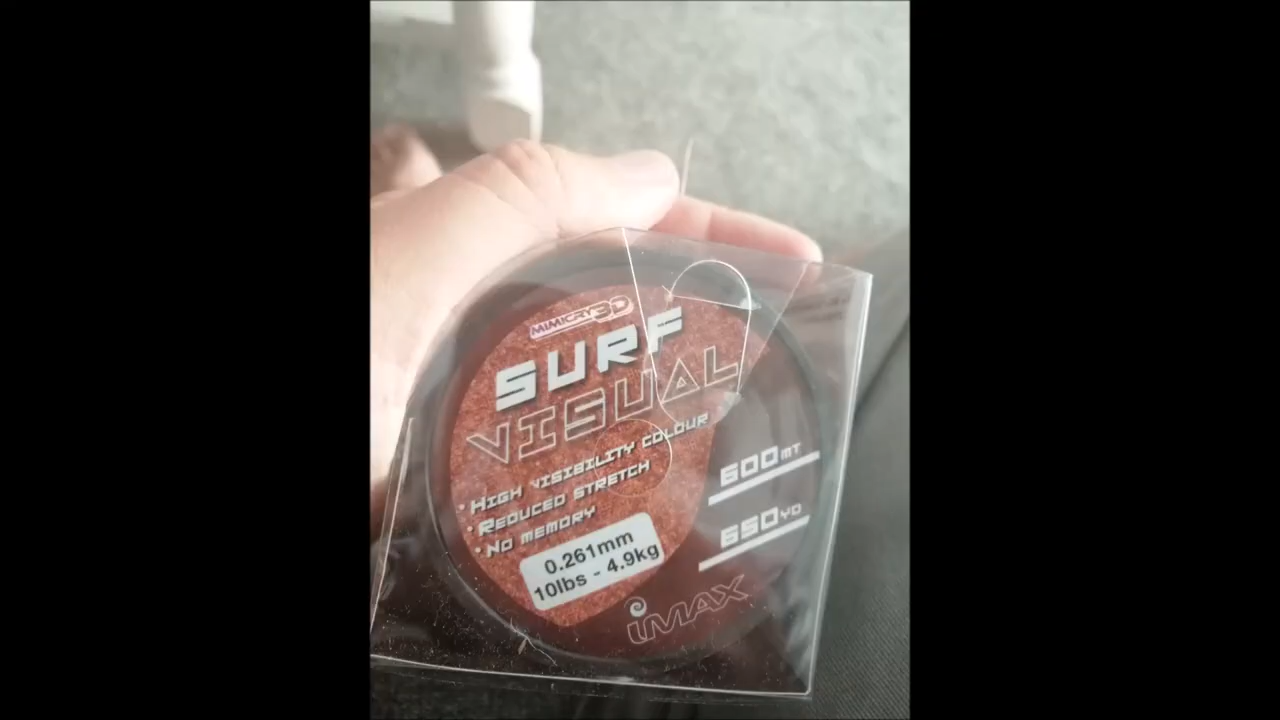 MIMICRY 3D
SURF
VISUAL
• HIGH VISIBILITY COLOUR
• REDUCED STRETCH
• NO MEMORY
0.261mm
10lbs - 4.9kg
600MT
650YD
iMAX